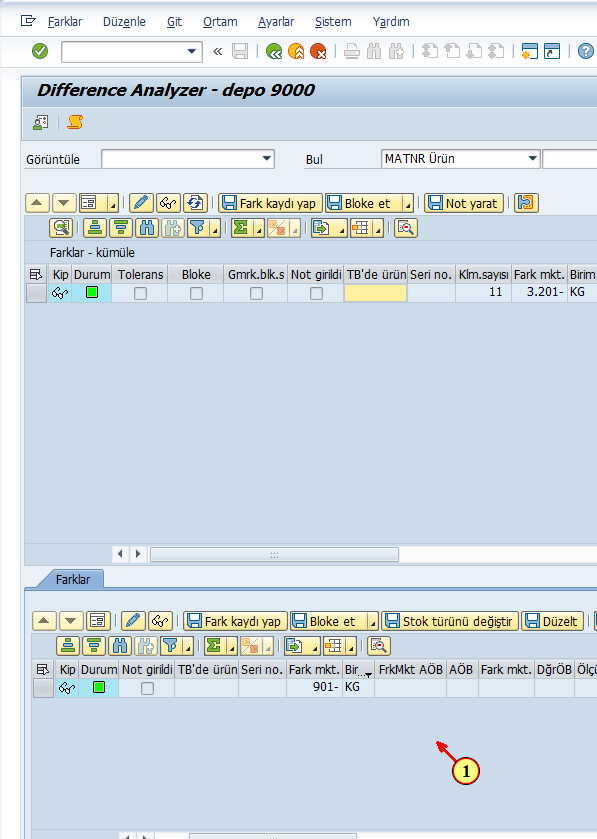 Farklar Düzenle Git Ortam Ayarlar Sistem Yardım
Difference Analyzer - depo 9000
Görüntüle Bul MATNR Ürün
Fark kaydı yap Bloke et Not yarat
Farklar - kümüle
Kip Durum Tolerans Bloke Gmrk.blk.s Not girildi TB'de ürün Seri no. Klm.sayısı Fark mkt. Birim
11 3.201- KG
Farklar
Fark kaydı yap Bloke et Stok türünü değiştir Düzelt
Kip Durum Not girildi TB'de ürün Seri no. Fark mkt. Bir... FrkMkt AÖB AÖB Fark mkt. DğrÖB Ölçü
901- KG
1